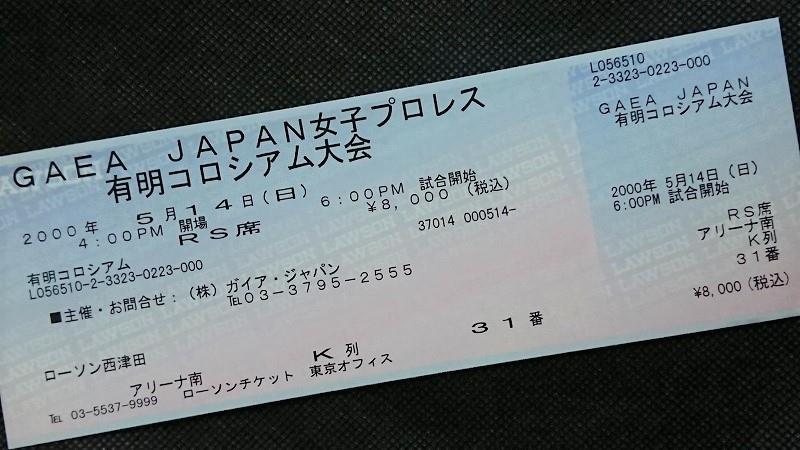 GAEA JAPAN女子プロレス
有明コロシアム大会
2000年 5月14日(日) 6:00PM 試合開始
4:00PM 開場 ¥8,000(税込)
RS席
37014 000514-
有明コロシアム
L056510-2-3323-0223-000
■主催・お問合せ:(株)ガイア・ジャパン
℡03-3795-2555
ローソン西津田
アリーナ南 K列 31番
℡ 03-5537-9999 ローソンチケット 東京オフィス
L056510
2-3323-0223-000
GAEA JAPAN
有明コロシアム大会
2000年 5月14日(日)
6:00PM 試合開始
RS席
アリーナ南
K列
31番
¥8,000(税込)
LAWSON